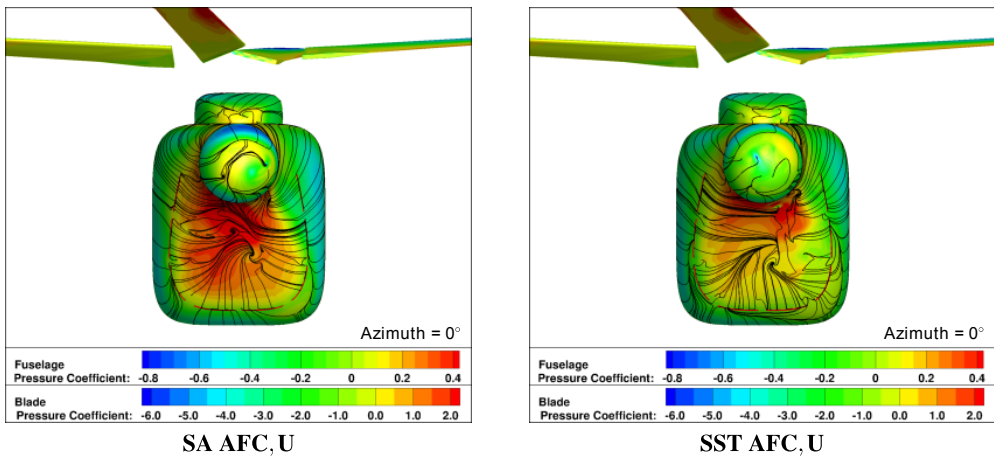 Azimuth = 0°
Fuselage
Pressure Coefficient: -0.8 -0.6 -0.4 -0.2 0 0.2 0.4
Blade
Pressure Coefficient: -6.0 -5.0 -4.0 -3.0 -2.0 -1.0 0.0 1.0 2.0
SA AFC, U
Azimuth = 0°
Fuselage
Pressure Coefficient: -0.8 -0.6 -0.4 -0.2 0 0.2 0.4
Blade
Pressure Coefficient: -6.0 -5.0 -4.0 -3.0 -2.0 -1.0 0.0 1.0 2.0
SST AFC, U